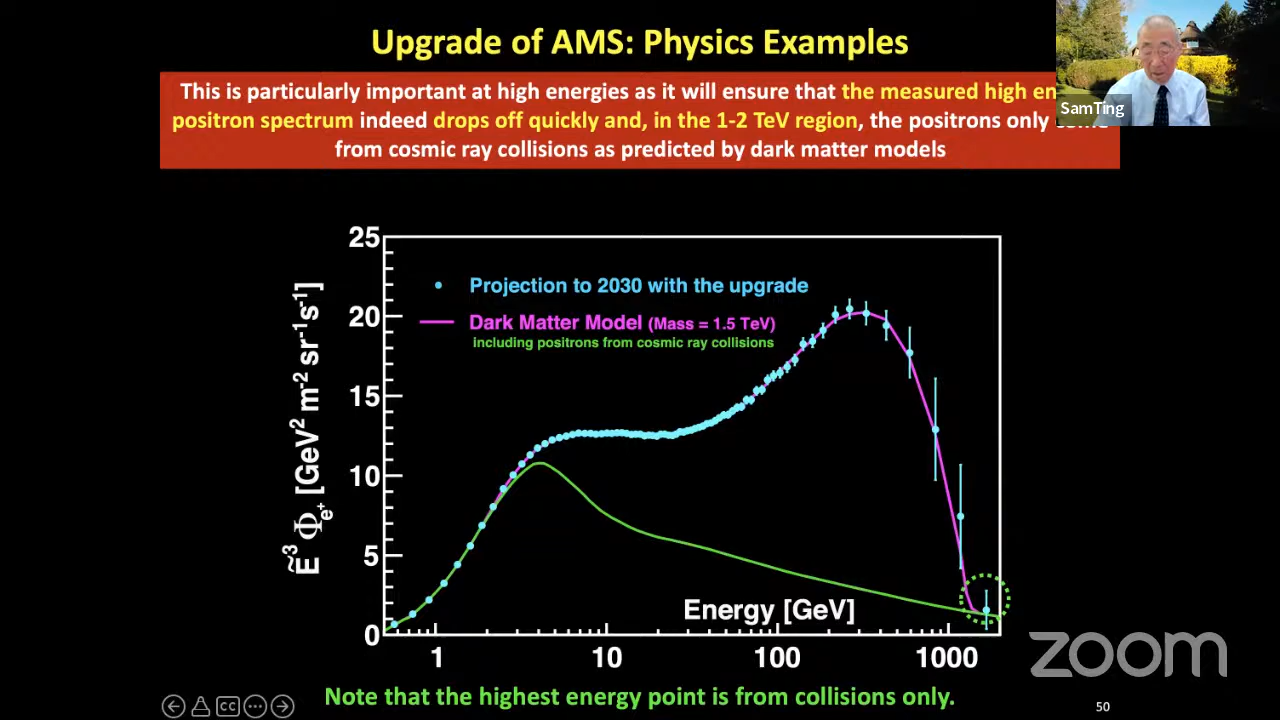 Upgrade of AMS: Physics Examples
This is particularly important at high energies as it will ensure that the measured high en
positron spectrum indeed drops off quickly and, in the 1-2 TeV region, the positrons only
from cosmic ray collisions as predicted by dark matter models
SamTing
25
20
15
10
5
0
Ẽ³ Φe⁺ [GeV² m⁻² sr⁻¹ s⁻¹]
Projection to 2030 with the upgrade
Dark Matter Model (Mass = 1.5 TeV)
including positrons from cosmic ray collisions
Energy [GeV]
1 10 100 1000
zoom
Note that the highest energy point is from collisions only.
CC
50